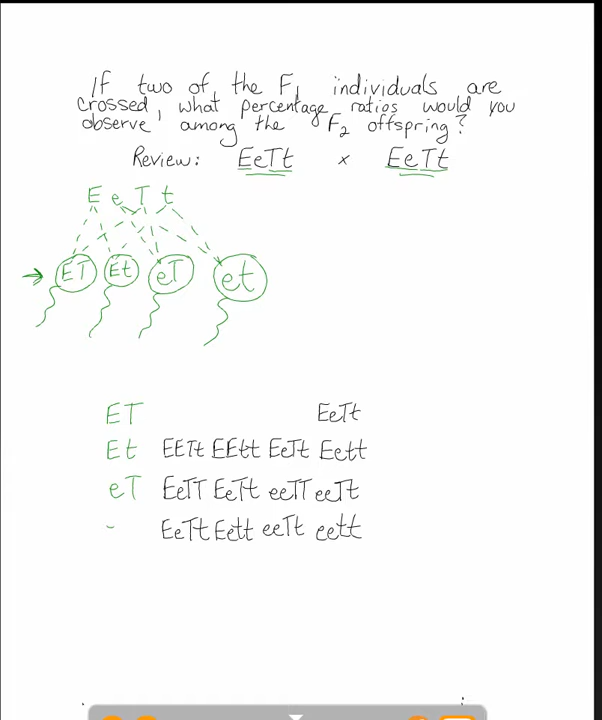 If two of the F1 individuals are
crossed, what percentage ratios would you
observe, among the F2 offspring?
Review: EeTt x EeTt
E e T t
ET Et eT et
ET EeTt
Et EETt EEtt EeTt Eett
eT EeTT EeTt eeTT eeTt
EeTt Eett eeTt eett